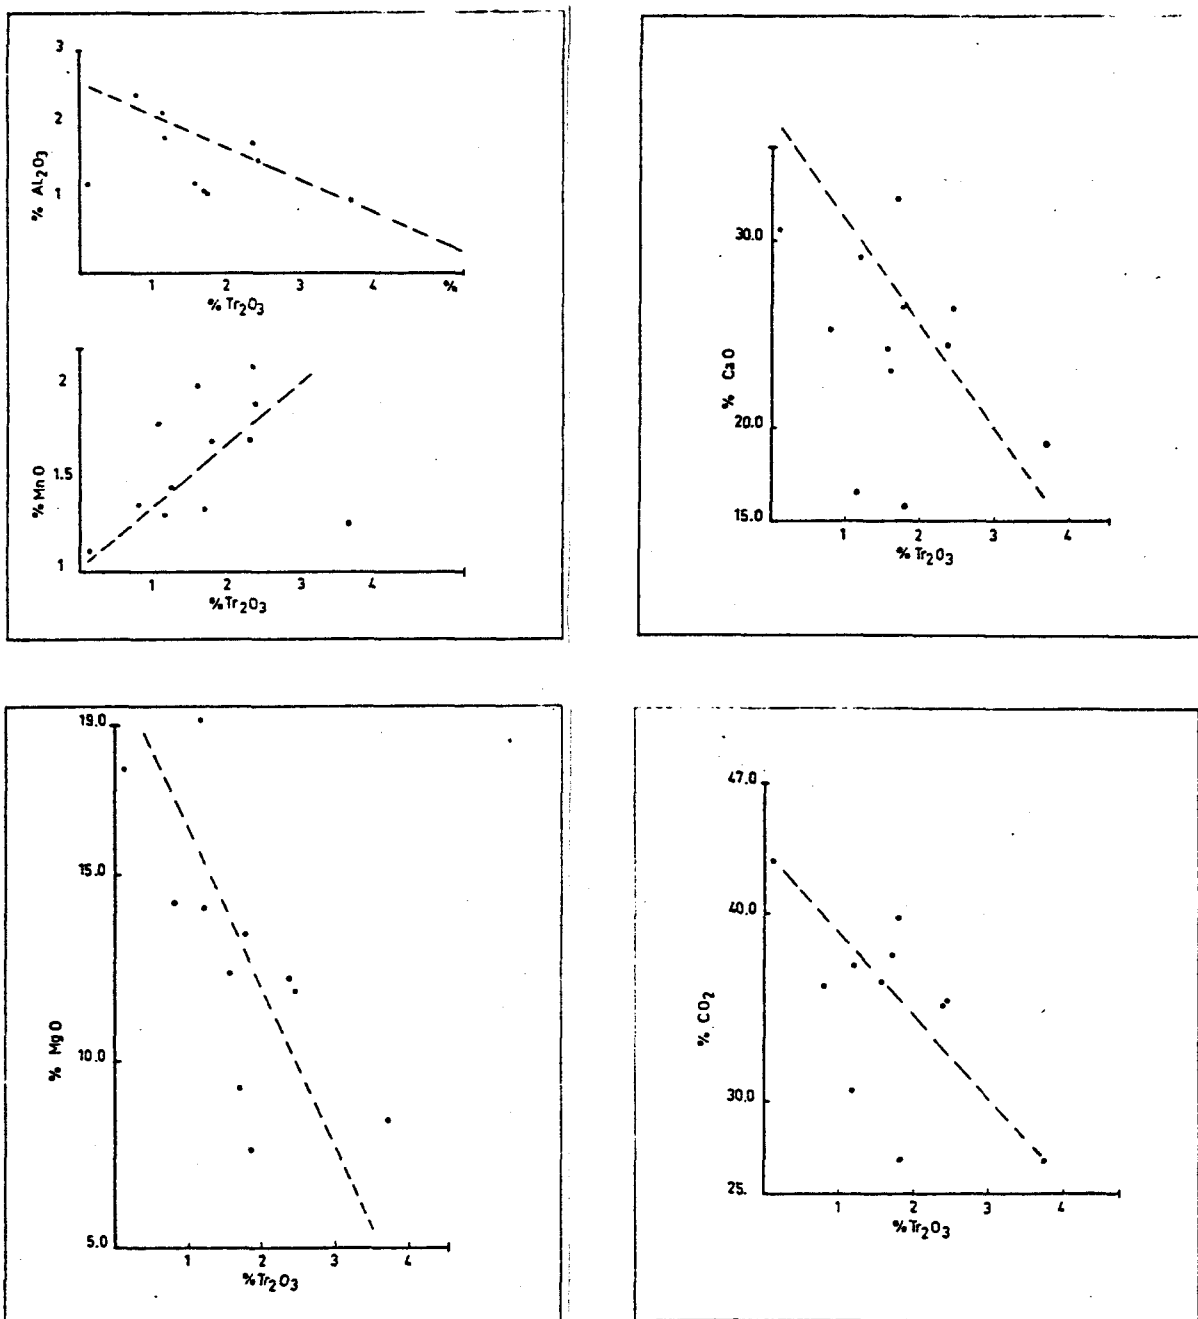 3
2
1
% Al₂O₃
1 2 3 4 %
% Tr₂O₃
2
1.5
1
% MnO
1 2 3 4
% Tr₂O₃
30.0
20.0
15.0
% CaO
1 2 3 4
% Tr₂O₃
19.0
15.0
10.0
5.0
% MgO
1 2 3 4
% Tr₂O₃
47.0
40.0
30.0
25.
% CO₂
1 2 3 4
% Tr₂O₃